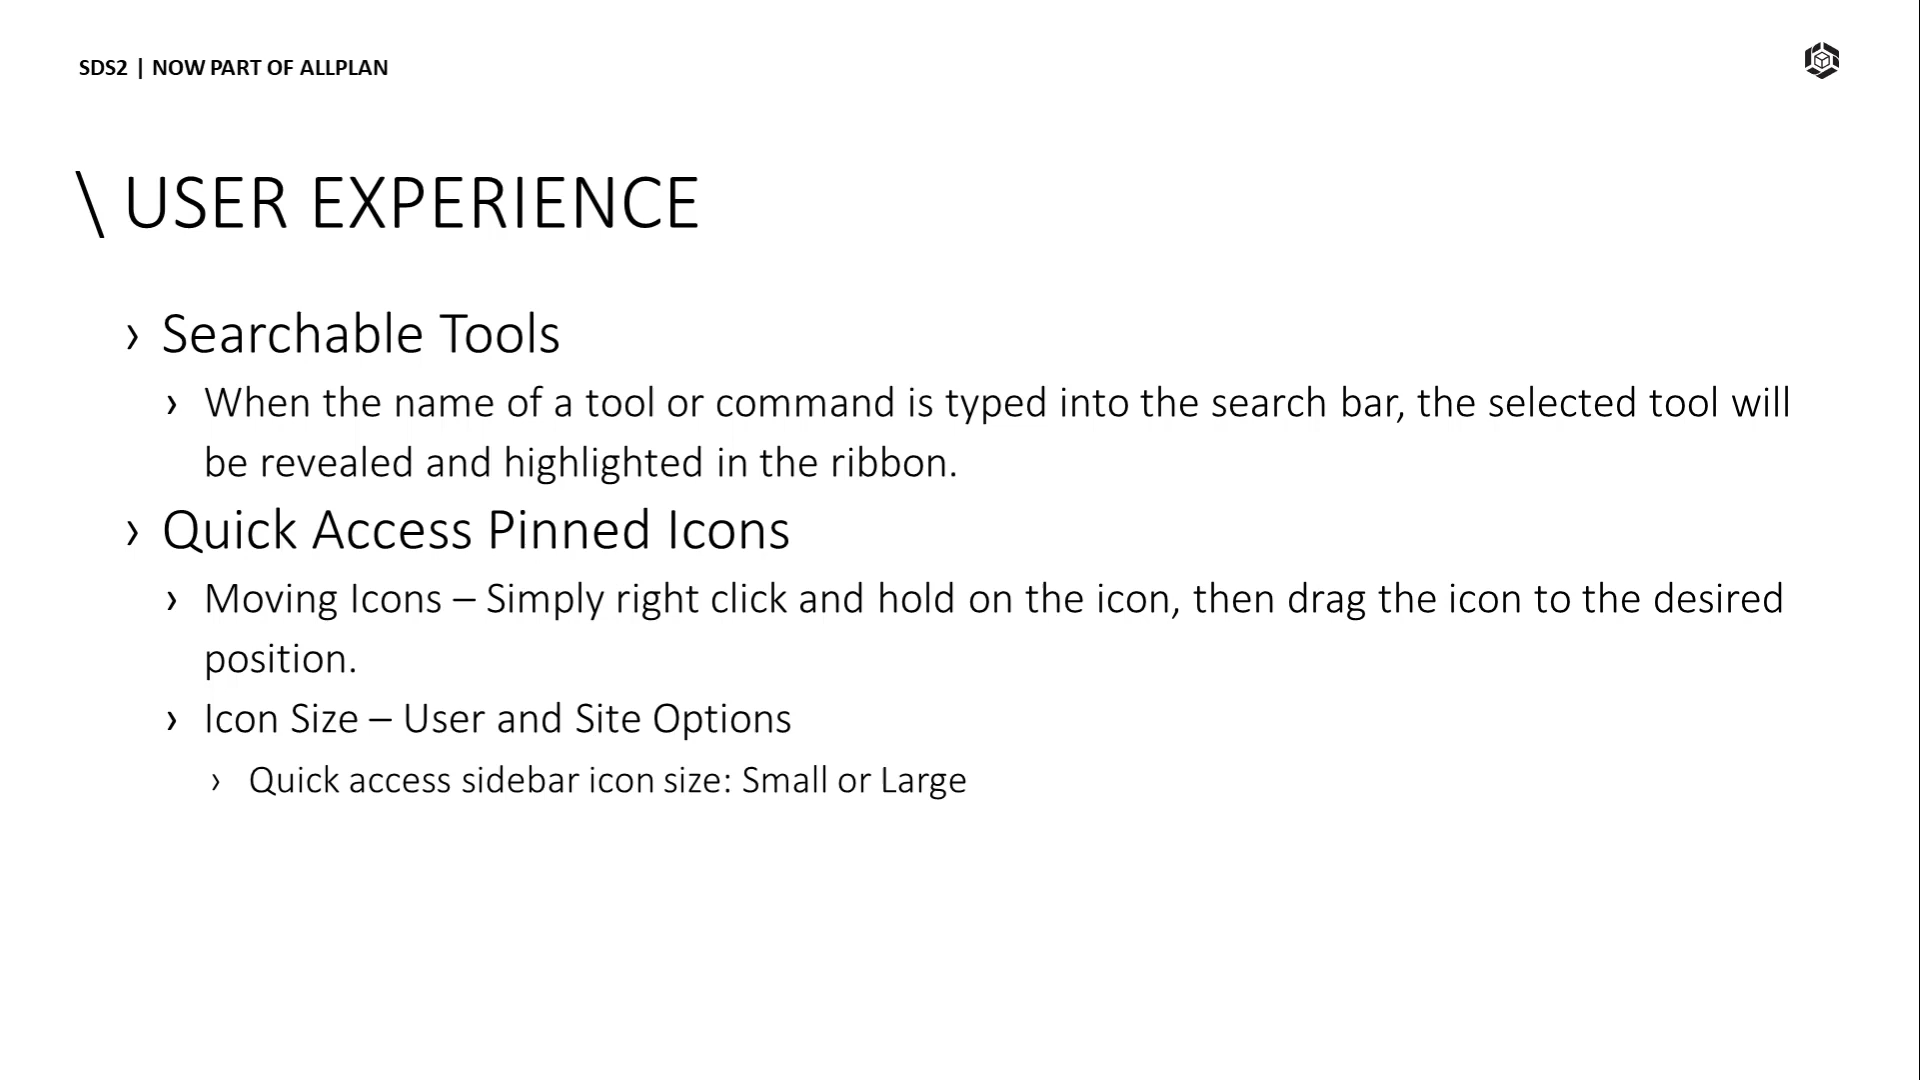 SDS2 | NOW PART OF ALLPLAN
\ USER EXPERIENCE
› Searchable Tools
› When the name of a tool or command is typed into the search bar, the selected tool will
be revealed and highlighted in the ribbon.
› Quick Access Pinned Icons
› Moving Icons – Simply right click and hold on the icon, then drag the icon to the desired
position.
› Icon Size – User and Site Options
› Quick access sidebar icon size: Small or Large